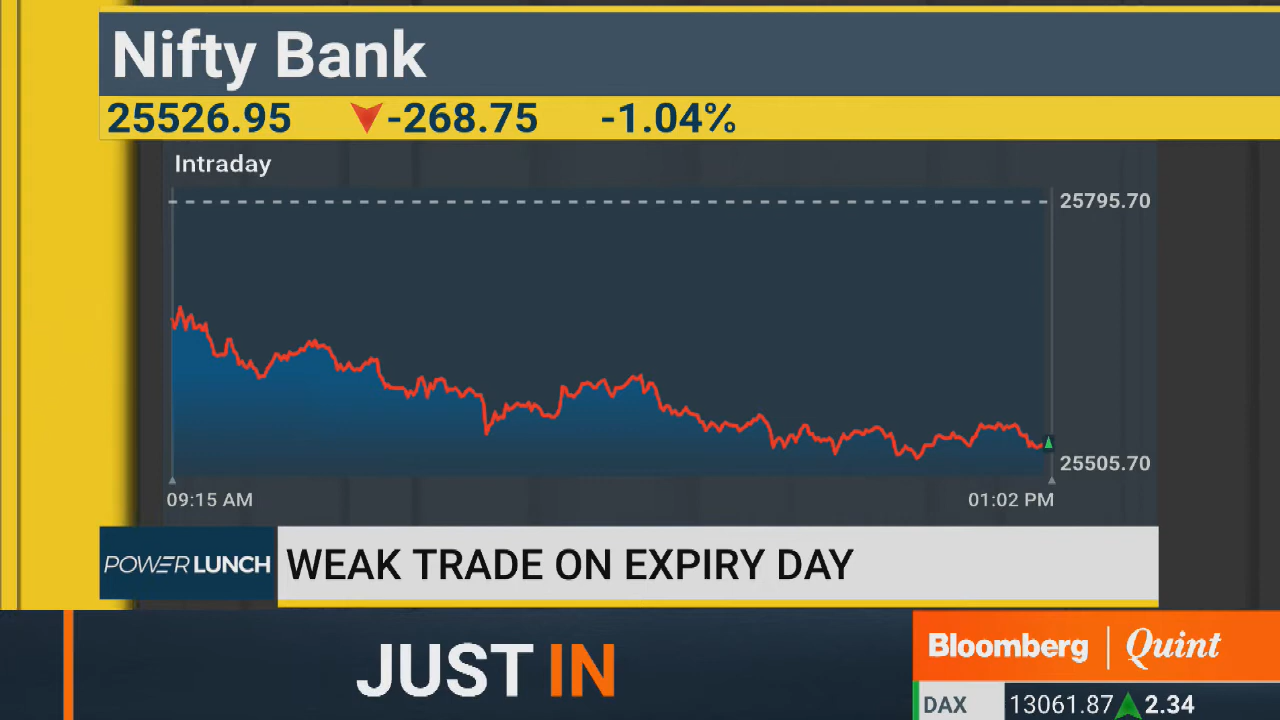 Nifty Bank
25526.95 -268.75 -1.04%
Intraday
25795.70
25505.70
09:15 AM 01:02 PM
POWER LUNCH WEAK TRADE ON EXPIRY DAY
JUST IN
Bloomberg | Quint
DAX 13061.87 2.34